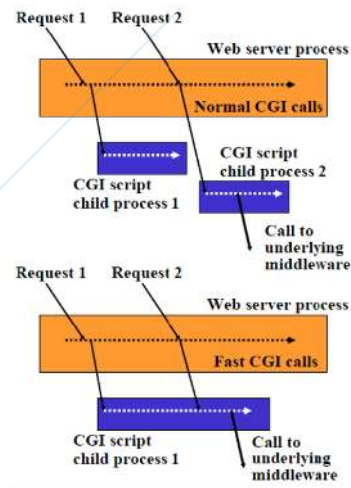 Request 1 Request 2
Web server process
Normal CGI calls
CGI script
child process 1
CGI script
child process 2
Call to
underlying
middleware
Request 1 Request 2
Web server process
Fast CGI calls
CGI script
child process 1
Call to
underlying
middleware